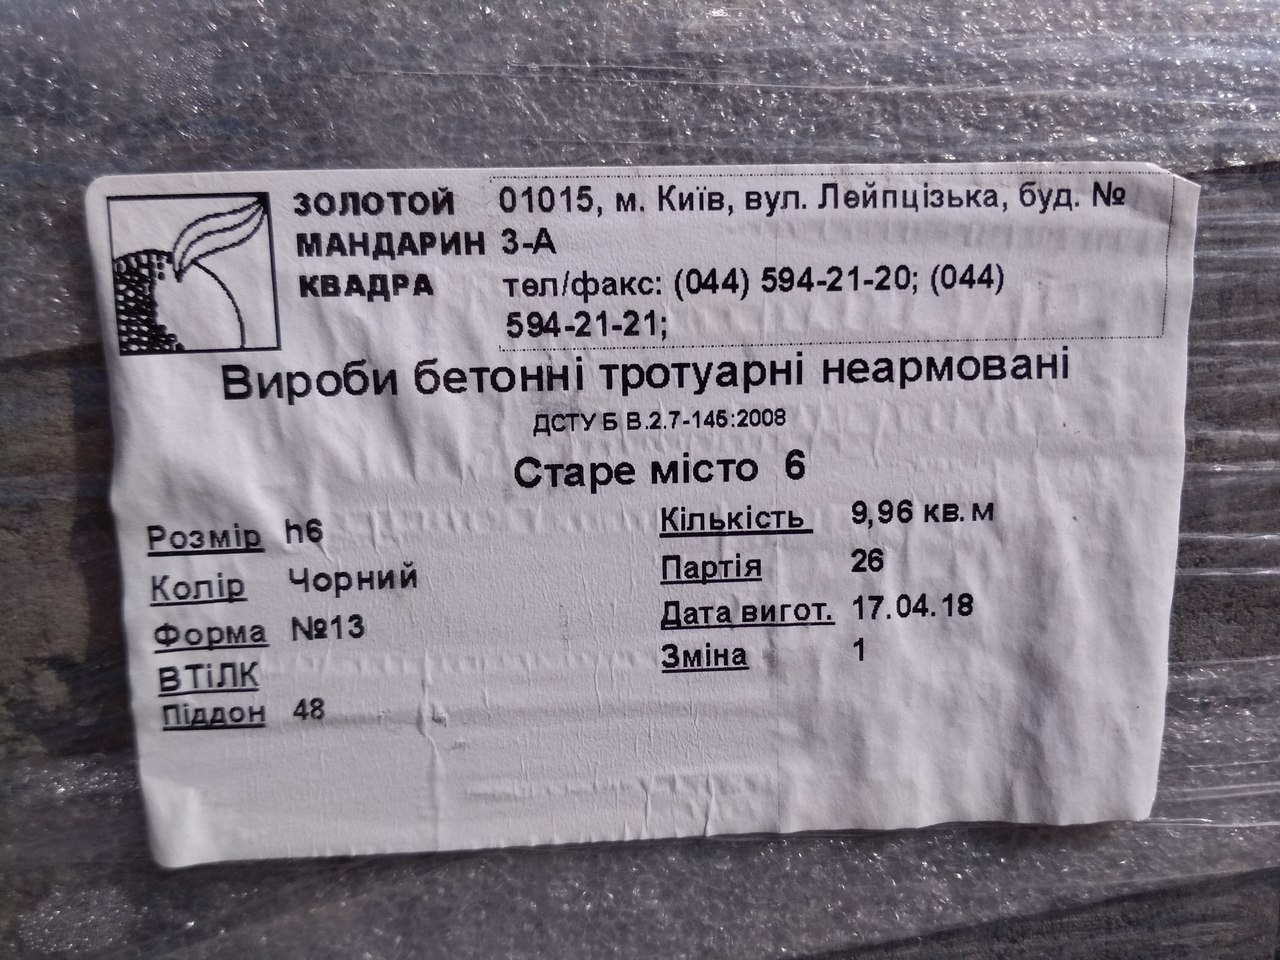 ЗОЛОТОЙ
МАНДАРИН
КВАДРА
01015, м. Київ, вул. Лейпцізька, буд. №
3-А
тел/факс: (044) 594-21-20; (044)
594-21-21;
Вироби бетонні тротуарні неармовані
ДСТУ Б В.2.7-145:2008
Старе місто 6
Розмір h6
Колір Чорний
Форма №13
ВТіЛК
Піддон 48
Кількість 9,96 кв.м
Партія 26
Дата вигот. 17.04.18
Зміна 1